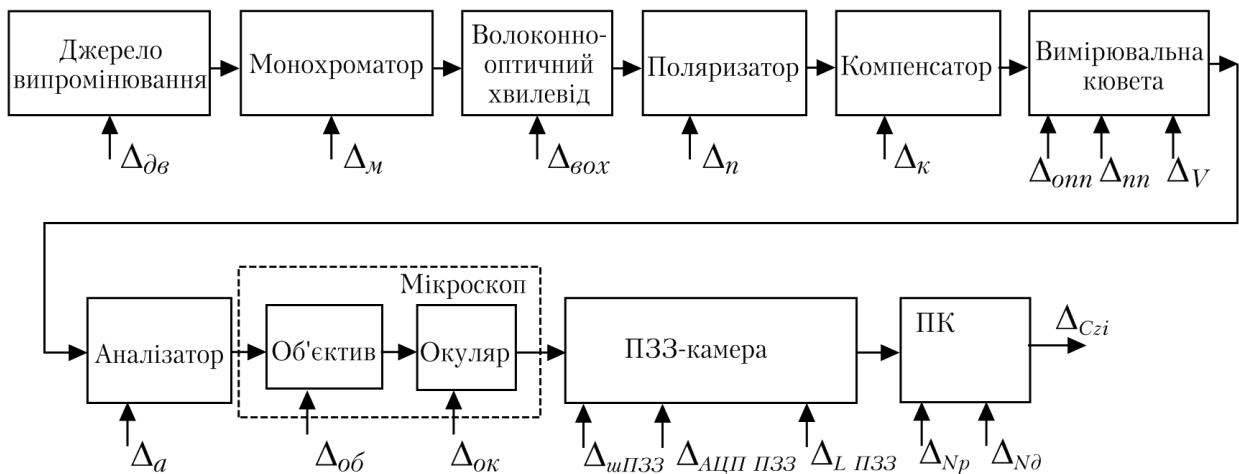 Джерело
випромінювання
Монохроматор
Волоконно-
оптичний
хвилевід
Поляризатор
Компенсатор
Вимірювальна
кювета
Δдв
Δм
Δвох
Δп
Δк
Δопп
Δпп
ΔV
Мікроскоп
Аналізатор
Об'єктив
Окуляр
ПЗЗ-камера
ПК
ΔCzi
Δа
Δоб
Δок
ΔшПЗЗ
ΔАЦП ПЗЗ
ΔL ПЗЗ
ΔNp
ΔNд